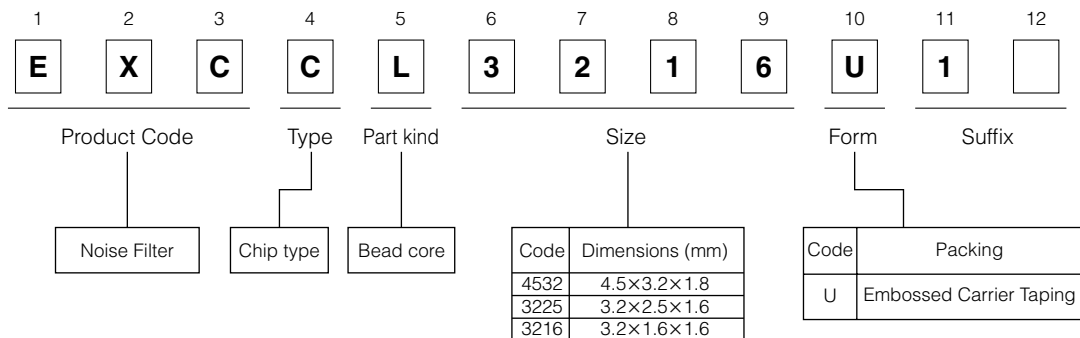 1 2 3 4 5 6 7 8 9 10 11 12
E X C C L 3 2 1 6 U 1
Product Code Type Part kind Size Form Suffix
Noise Filter Chip type Bead core
Code Dimensions (mm)
4532 4.5×3.2×1.8
3225 3.2×2.5×1.6
3216 3.2×1.6×1.6
Code Packing
U Embossed Carrier Taping